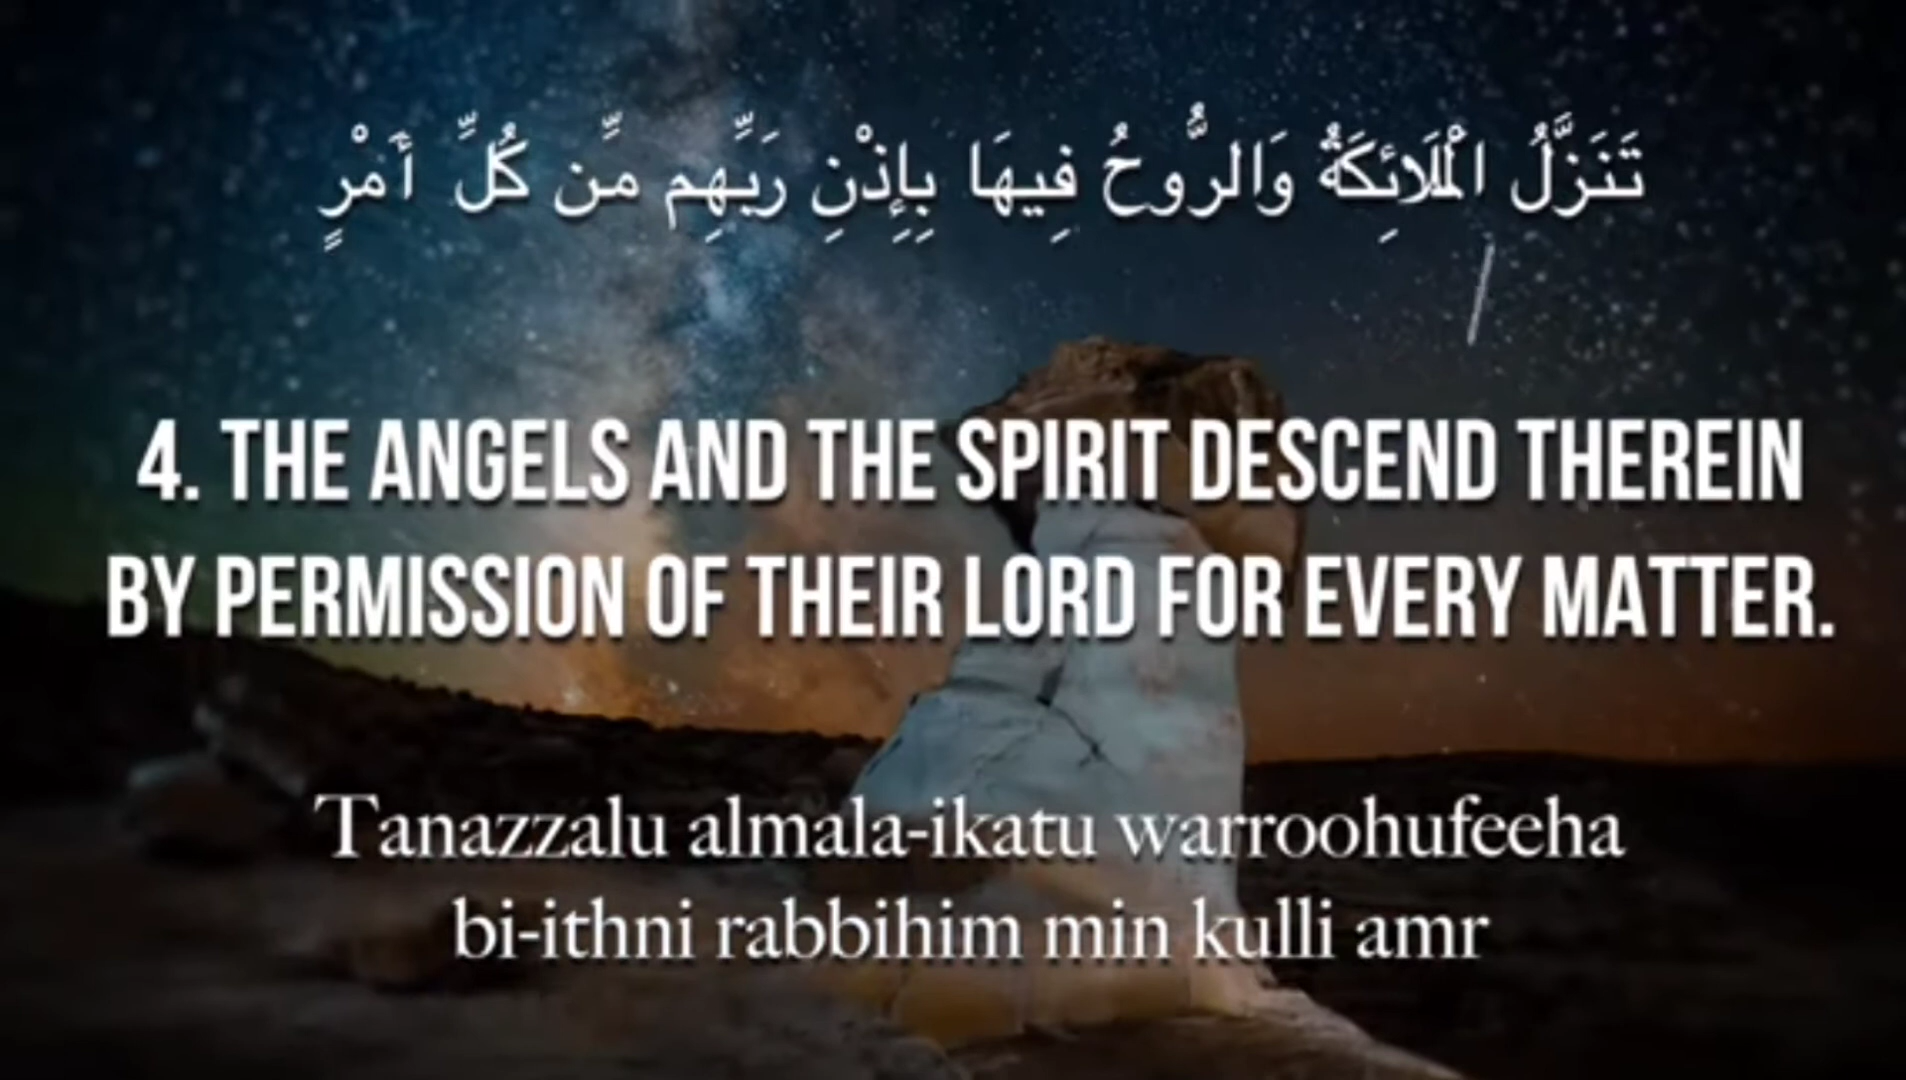 تَنَزَّلُ الْمَلَائِكَةُ وَالرُّوحُ فِيهَا بِإِذْنِ رَبِّهِم مِّن كُلِّ أَمْرٍ
4. THE ANGELS AND THE SPIRIT DESCEND THEREIN
BY PERMISSION OF THEIR LORD FOR EVERY MATTER.
Tanazzalu almala-ikatu warroohufeeha
bi-ithni rabbihim min kulli amr